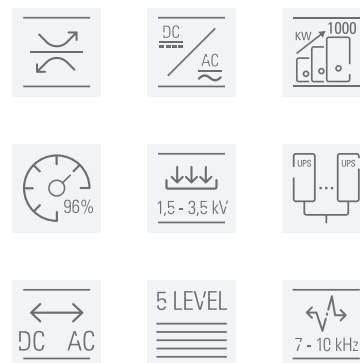 DC
AC
KW 1000
96%
1,5 - 3,5 kV
UPS UPS
DC AC
5 LEVEL
7 - 10 kHz